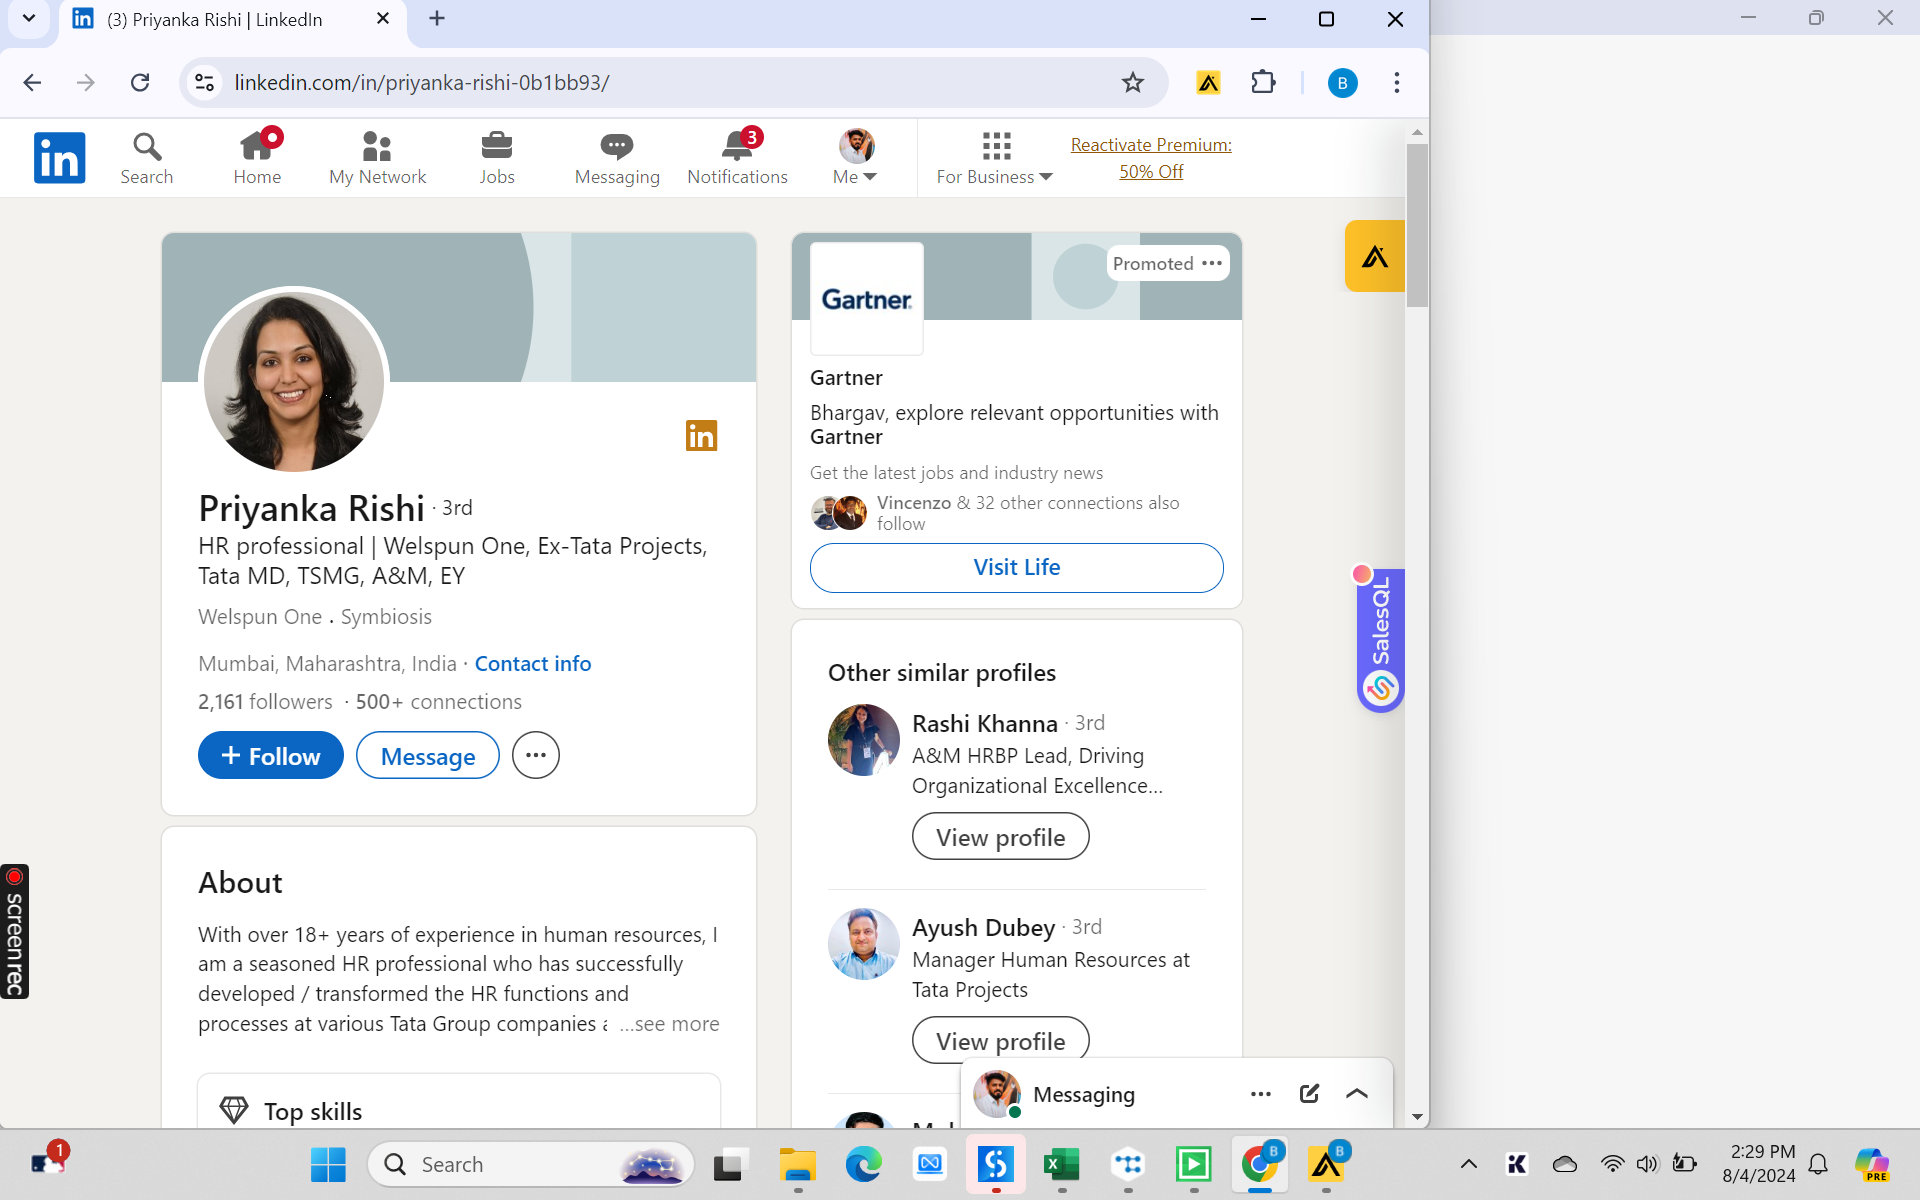 (3) Priyanka Rishi | LinkedIn
linkedin.com/in/priyanka-rishi-0b1bb93/
B
in
Search
Home
My Network
Jobs
Messaging
3
Notifications
Me
For Business
Reactivate Premium:
50% Off
Gartner
Promoted
Gartner
Bhargav, explore relevant opportunities with
Gartner
Get the latest jobs and industry news
Vincenzo & 32 other connections also
follow
Visit Life
in
Priyanka Rishi · 3rd
HR professional | Welspun One, Ex-Tata Projects,
Tata MD, TSMG, A&M, EY
Welspun One . Symbiosis
Mumbai, Maharashtra, India · Contact info
2,161 followers · 500+ connections
+ Follow
Message
About
With over 18+ years of experience in human resources, I
am a seasoned HR professional who has successfully
developed / transformed the HR functions and
processes at various Tata Group companies
...see more
Top skills
Other similar profiles
Rashi Khanna · 3rd
A&M HRBP Lead, Driving
Organizational Excellence...
View profile
Ayush Dubey · 3rd
Manager Human Resources at
Tata Projects
View profile
Messaging
SalesQL
screenrec
1
Search
B
B
2:29 PM
8/4/2024
PRE